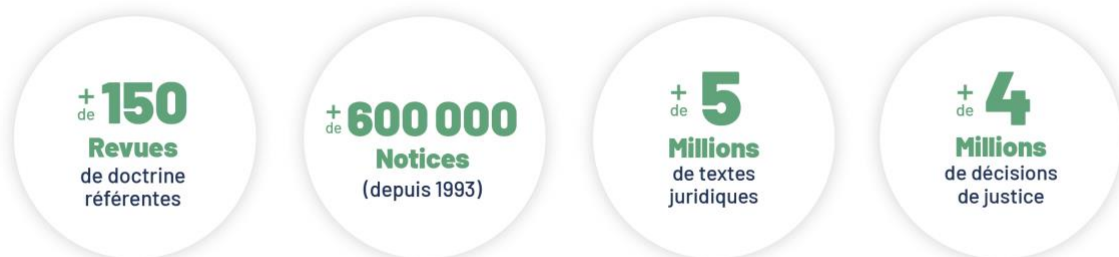 + de 150
Revues
de doctrine
référentes
+ de 600 000
Notices
(depuis 1993)
+ de 5
Millions
de textes
juridiques
+ de 4
Millions
de décisions
de justice